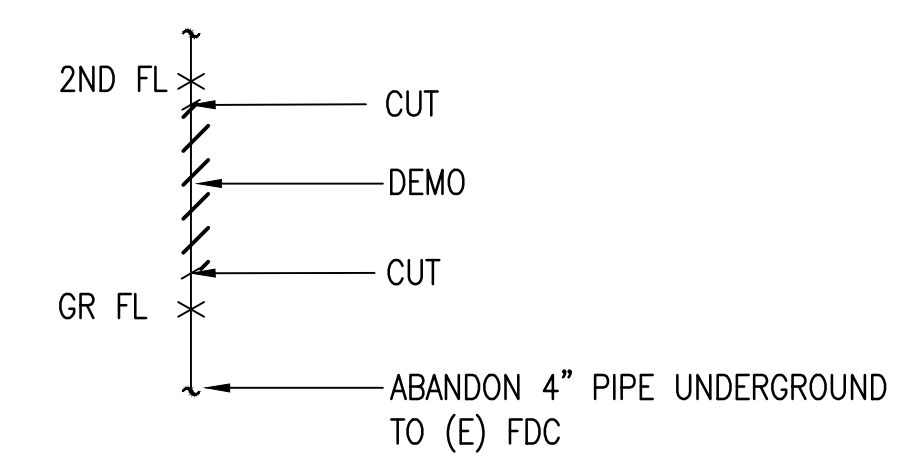 2ND FL
CUT
DEMO
CUT
GR FL
ABANDON 4" PIPE UNDERGROUND
TO (E) FDC